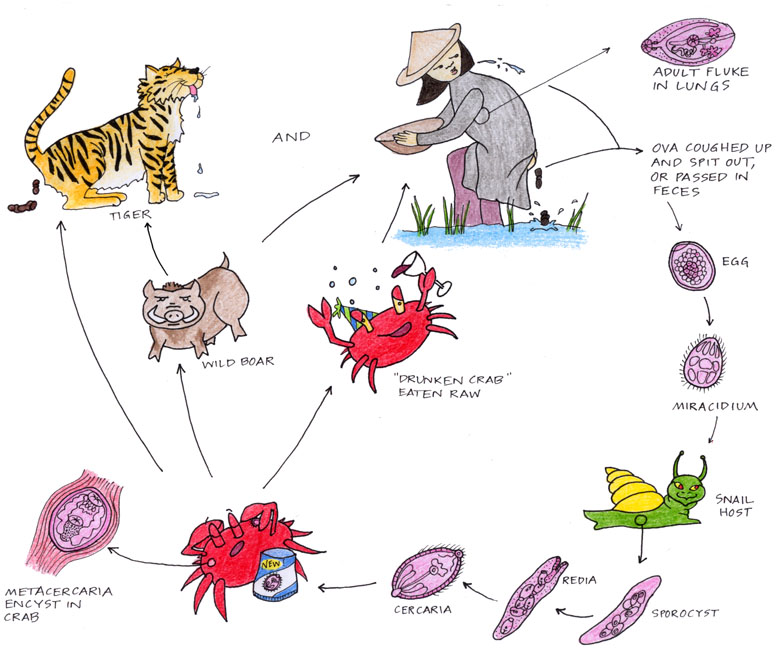 ADULT FLUKE
IN LUNGS
AND
OVA COUGHED UP
AND SPIT OUT,
OR PASSED IN
FECES
TIGER
EGG
WILD BOAR
"DRUNKEN CRAB"
EATEN RAW
MIRACIDIUM
SNAIL
HOST
NEW
METACERCARIA
ENCYST IN
CRAB
CERCARIA
REDIA
SPOROCYST